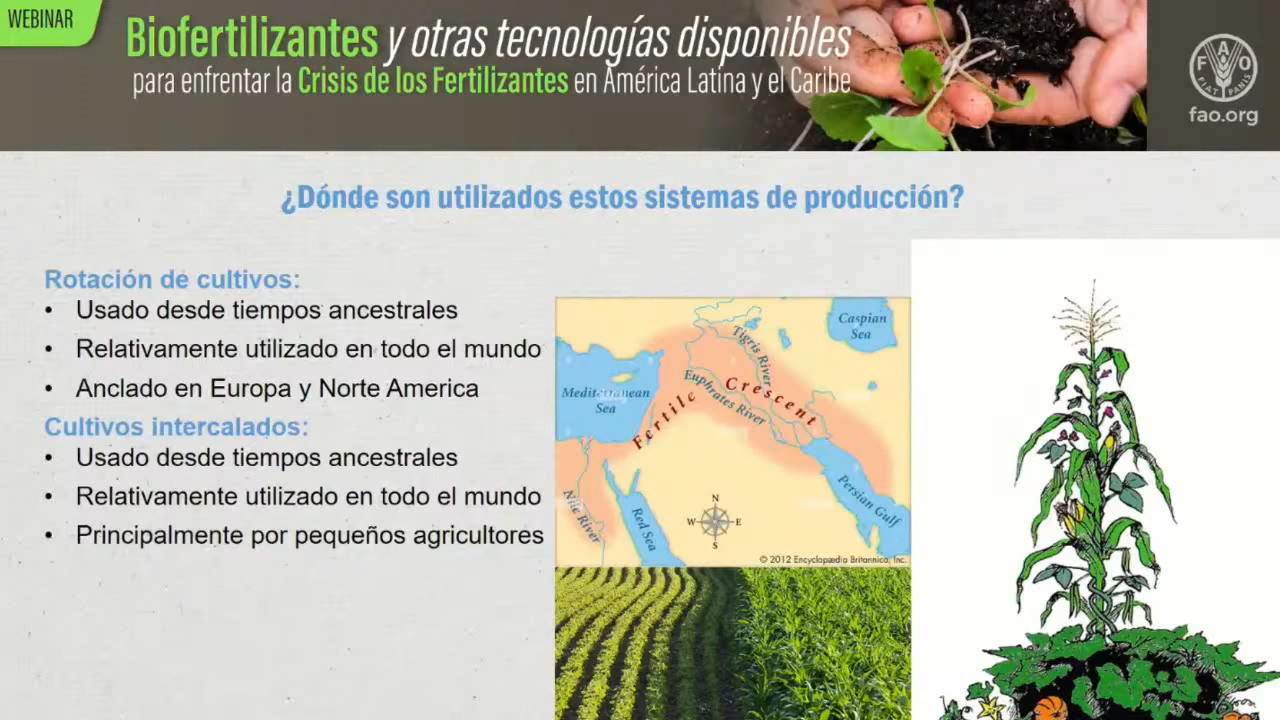 WEBINAR
Biofertilizantes y otras tecnologías disponibles
para enfrentar la Crisis de los Fertilizantes en América Latina y el Caribe
FAO
FIAT PANIS
fao.org
¿Dónde son utilizados estos sistemas de producción?
Rotación de cultivos:
• Usado desde tiempos ancestrales
• Relativamente utilizado en todo el mundo
• Anclado en Europa y Norte America
Cultivos intercalados:
• Usado desde tiempos ancestrales
• Relativamente utilizado en todo el mundo
• Principalmente por pequeños agricultores
Caspian
Sea
Tigris River
Mediterranean
Sea
Euphrates River
Fertile Crescent
Persian Gulf
Nile River
Red Sea
N
W E
S
© 2012 Encyclopædia Britannica, Inc.